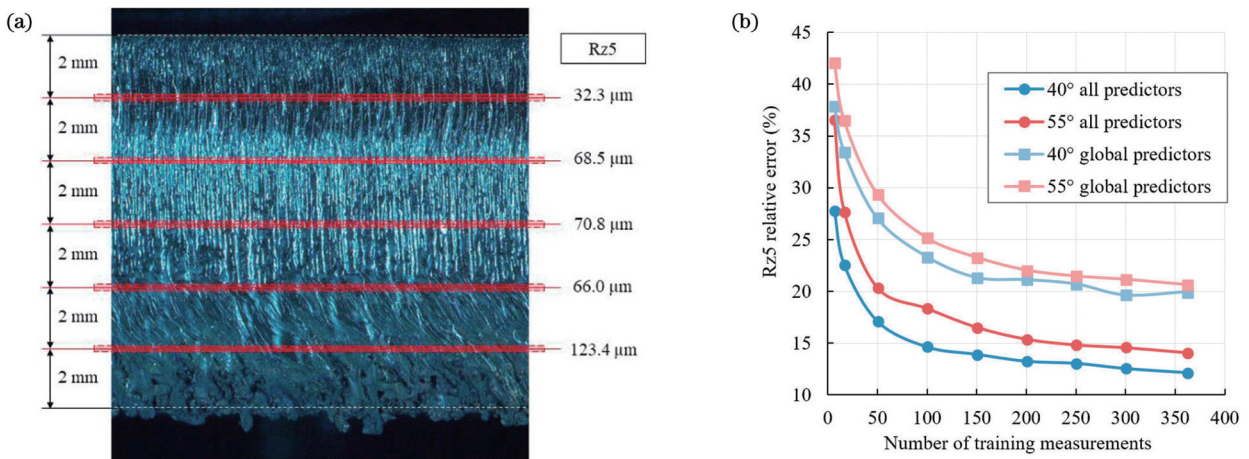 (a)
Rz5
2 mm
32.3 μm
2 mm
68.5 μm
2 mm
70.8 μm
2 mm
66.0 μm
2 mm
123.4 μm
2 mm
(b)
45
40
35
30
25
20
15
10
Rz5 relative error (%)
40° all predictors
55° all predictors
40° global predictors
55° global predictors
0 50 100 150 200 250 300 350 400
Number of training measurements